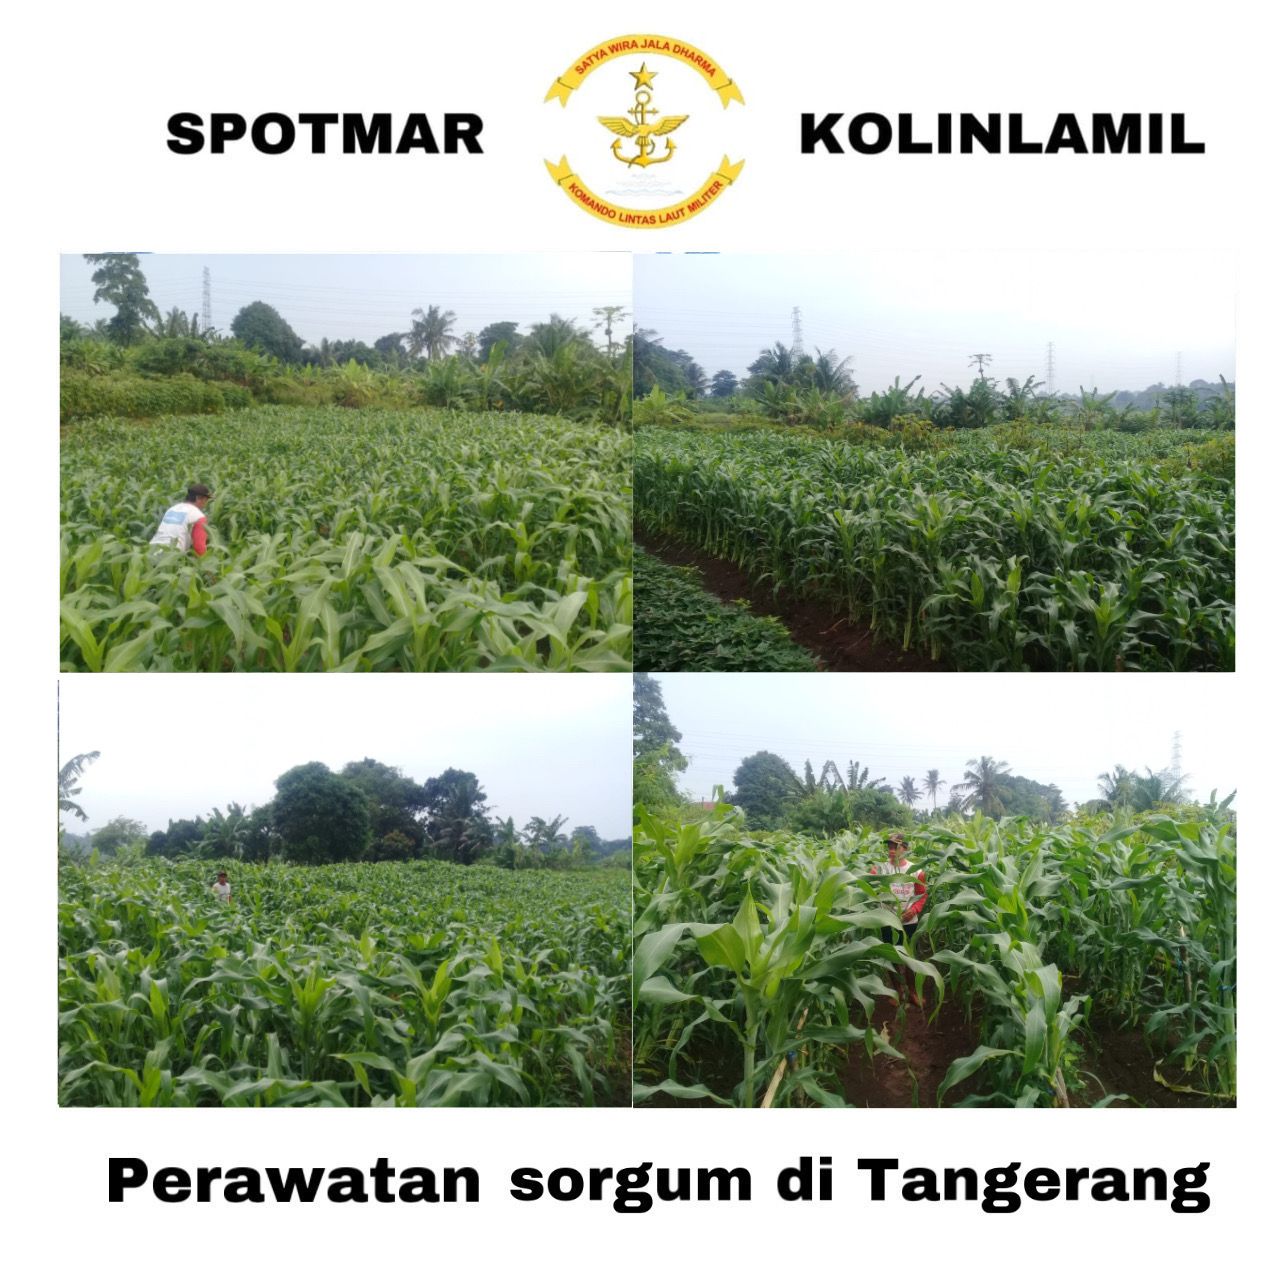 SATYA WIRA JALA DHARMA
SPOTMAR
KOLINLAMIL
KOMANDO LINTAS LAUT MILITER
Perawatan sorgum di Tangerang